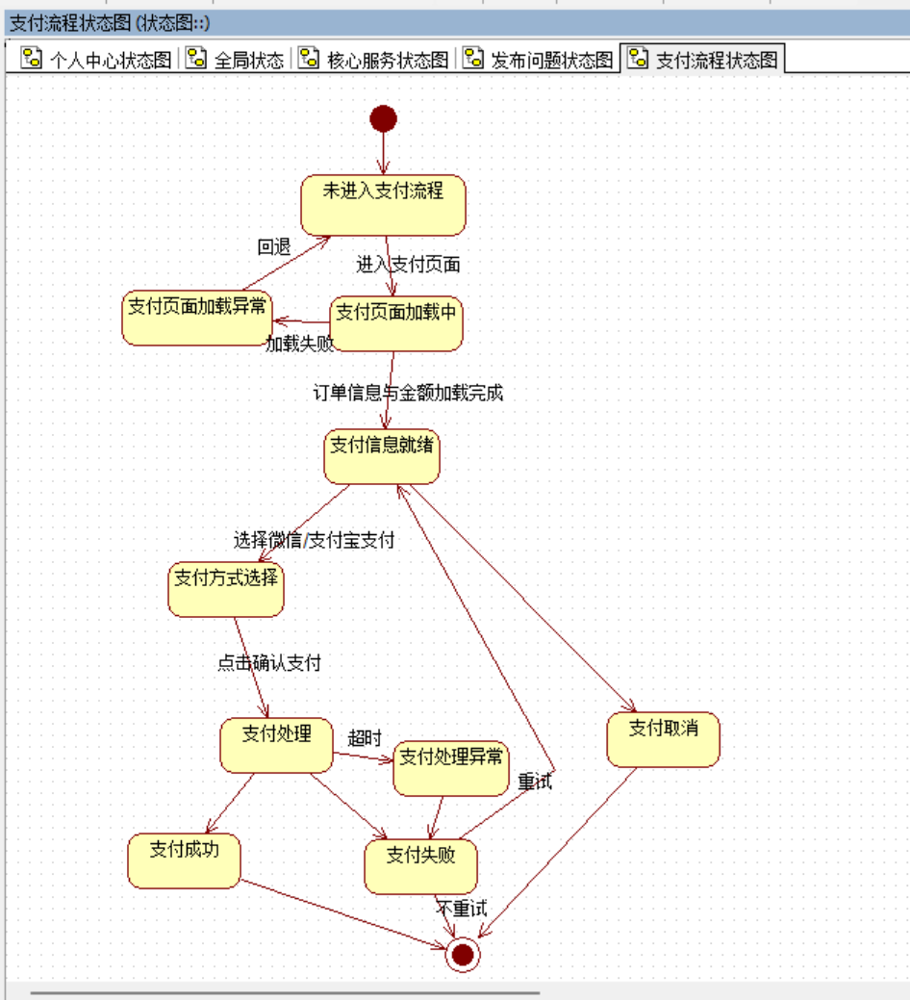 支付流程状态图 (状态图::)
个人中心状态图
全局状态
核心服务状态图
发布问题状态图
支付流程状态图
未进入支付流程
回退
进入支付页面
支付页面加载异常
支付页面加载中
加载失败
订单信息与金额加载完成
支付信息就绪
选择微信/支付宝支付
支付方式选择
点击确认支付
支付处理
超时
支付取消
支付处理异常
重试
支付成功
支付失败
不重试